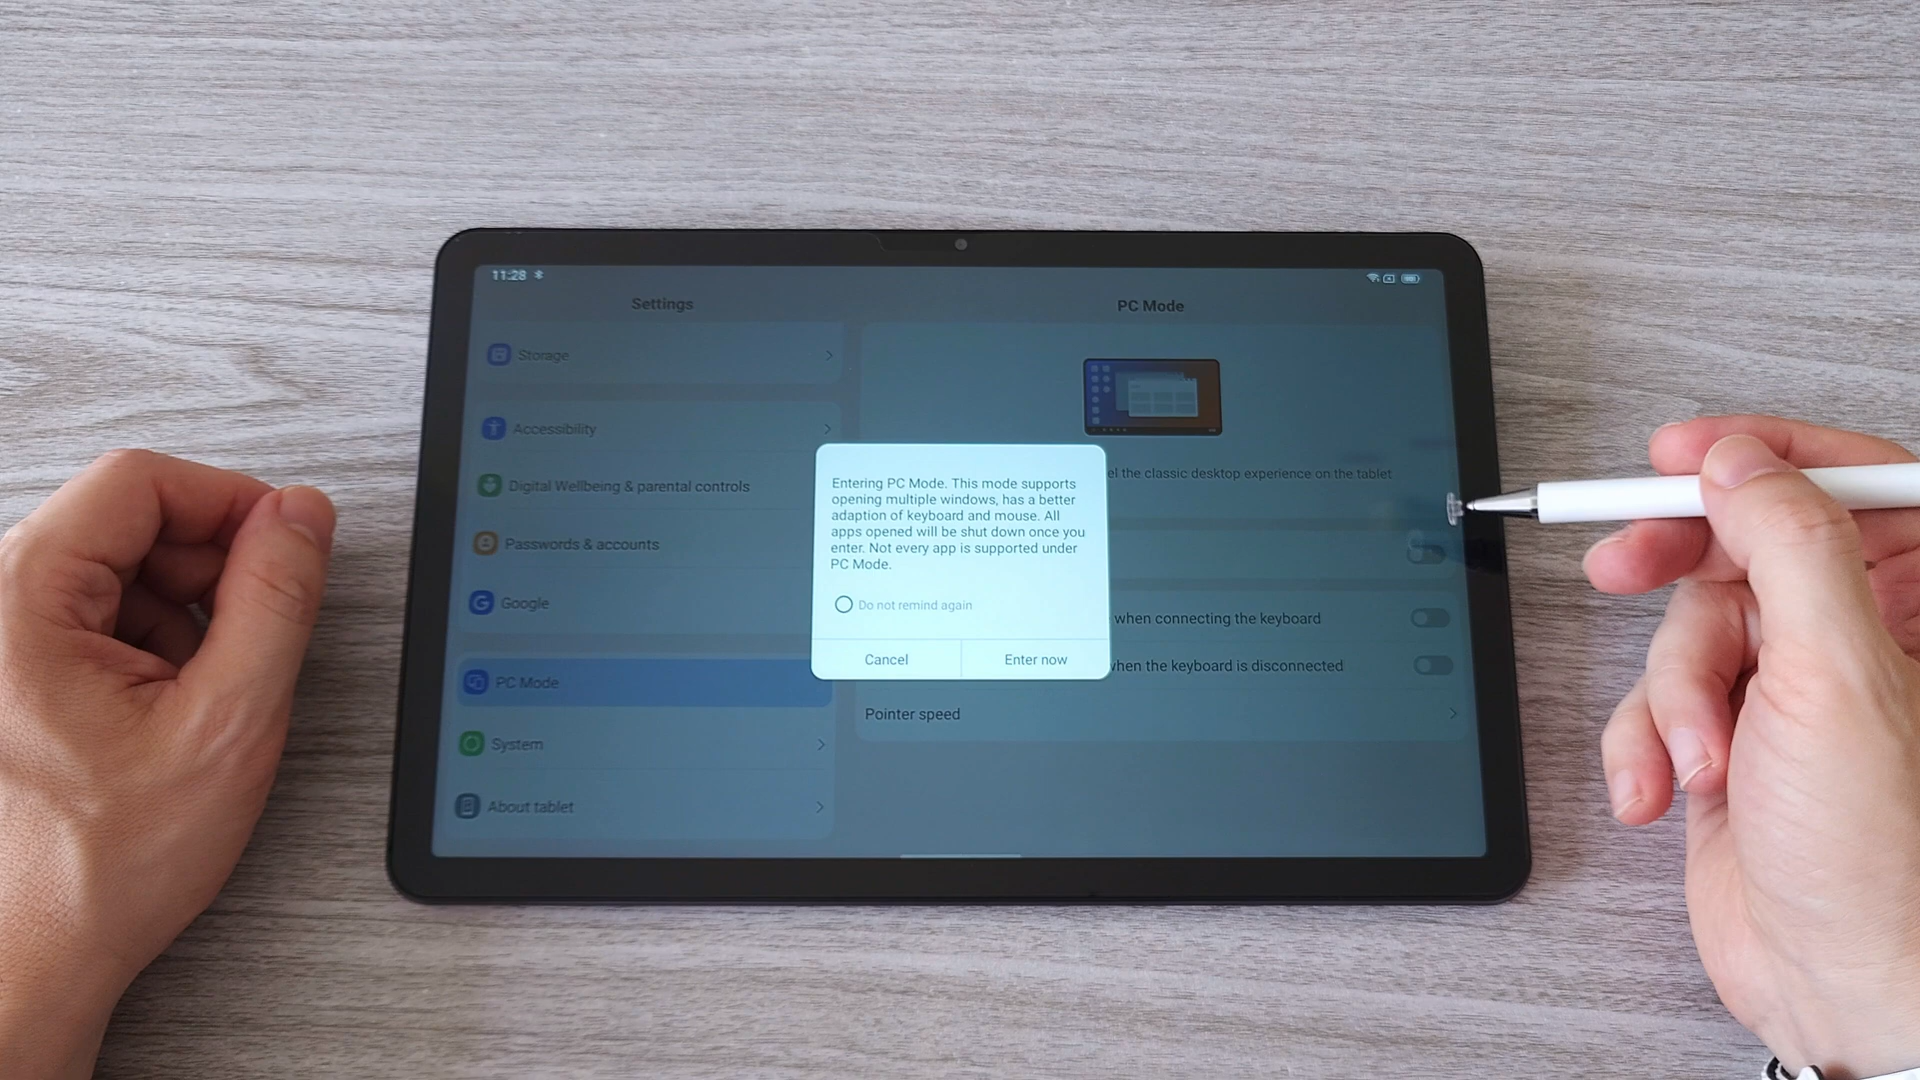 11:28
Settings
PC Mode
Storage
Accessibility
Digital Wellbeing & parental controls
Passwords & accounts
Google
PC Mode
System
About tablet
el the classic desktop experience on the tablet
when connecting the keyboard
when the keyboard is disconnected
Pointer speed
Entering PC Mode. This mode supports
opening multiple windows, has a better
adaption of keyboard and mouse. All
apps opened will be shut down once you
enter. Not every app is supported under
PC Mode.
Do not remind again
Cancel
Enter now